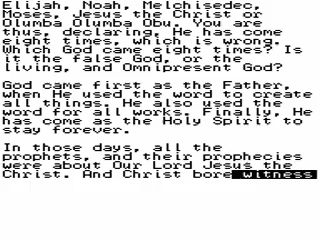 Elijah, Noah, Melchisedec,
Moses, Jesus the Christ or
Olumba Olumba Obu. You are
thus, declaring, He has come
eight times, which is wrong.
Which God came eight times? Is
it the false God, or the
living, and Omnipresent God?
God came first as the Father,
when He used the word to create
all things. He also used the
word for all works. Finally, He
has come as the Holy Spirit to
stay forever.
In those days, all the
prophets, and their prophecies
were about Our Lord Jesus the
Christ. And Christ bore witness